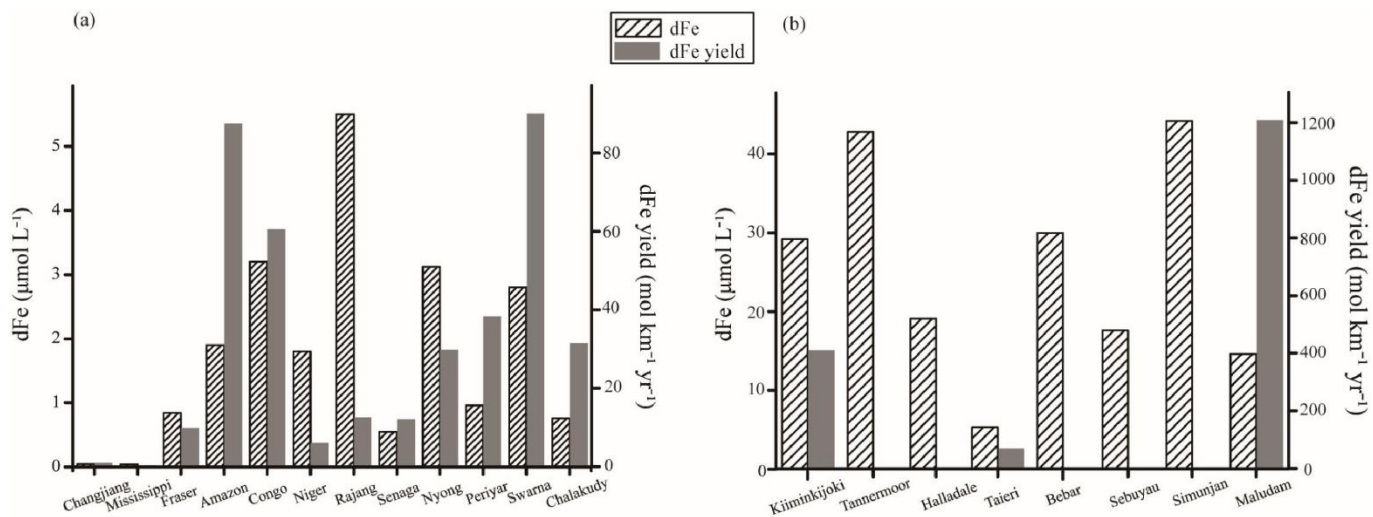 (a)
dFe
dFe yield
(b)
5
4
3
2
1
0
dFe (μmol L⁻¹)
80
60
40
20
0
dFe yield (mol km⁻¹ yr⁻¹)
Changjiang
Mississippi
Fraser
Amazon
Congo
Niger
Rajang
Senaga
Nyong
Periyar
Swarna
Chalakudy
40
30
20
10
0
dFe (μmol L⁻¹)
1200
1000
800
600
400
200
0
dFe yield (mol km⁻¹ yr⁻¹)
Kiiminkijoki
Tannermoor
Halladale
Taieri
Bebar
Sebuyau
Simunjan
Maludam